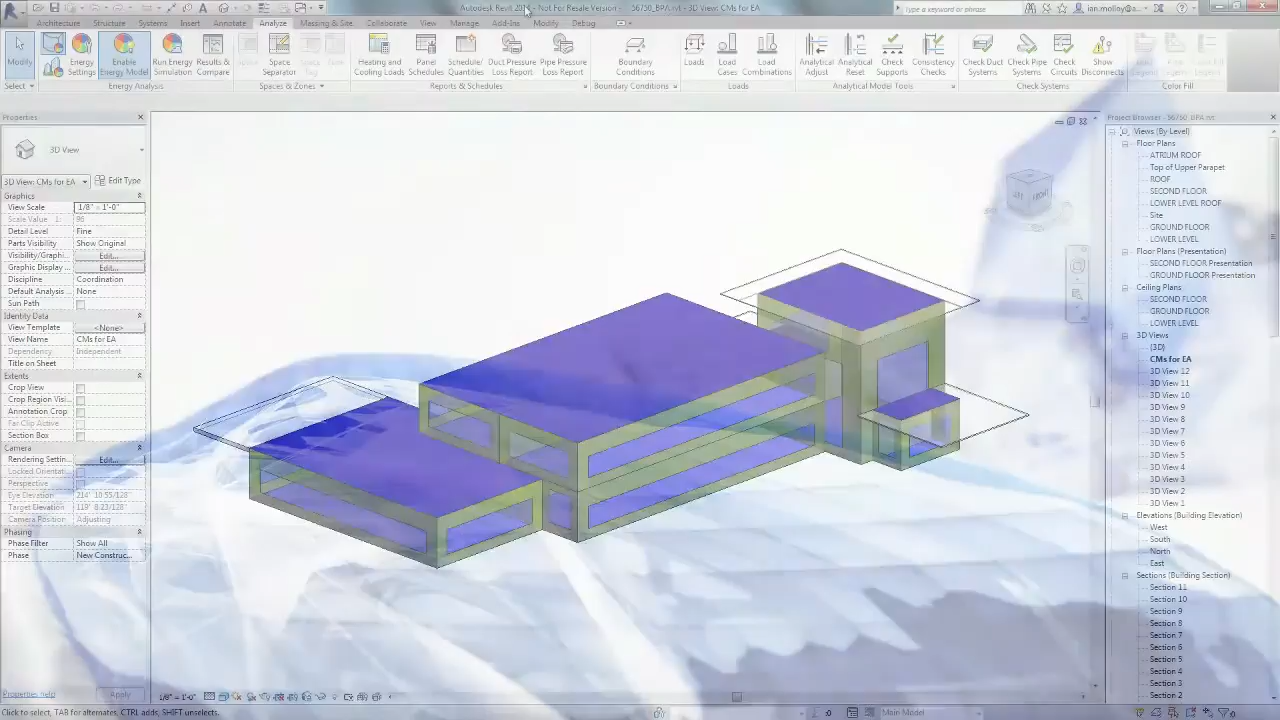 Not For Resale Version - 56750_BPA.rvt - 3D View: CMs for EA
Type a keyword or phrase
ian.molloy@a...
Architecture Structure Systems Insert Annotate Analyze Massing & Site Collaborate View Manage Add-Ins Modify Debug
Modify
Energy Settings
Enable Energy Model
Run Energy Simulation
Results & Compare
Space Separator
Heating and Cooling Loads
Panel Schedules
Schedule/ Quantities
Duct Pressure Loss Report
Pipe Pressure Loss Report
Boundary Conditions
Loads
Load Cases
Load Combinations
Analytical Adjust
Analytical Reset
Check Supports
Consistency Checks
Check Duct Systems
Check Pipe Systems
Check Circuits
Show Disconnects
Select
Energy Analysis
Spaces & Zones
Reports & Schedules
Boundary Conditions
Loads
Analytical Model Tools
Check Systems
Color Fill
Properties
3D View
3D View: CMs for EA
Edit Type
Graphics
View Scale 1/8" = 1'-0"
Scale Value 1: 96
Detail Level Fine
Parts Visibility Show Original
Visibility/Graphi... Edit...
Graphic Display ... Edit...
Discipline Coordination
Default Analysis ... None
Sun Path
Identity Data
View Template <None>
View Name CMs for EA
Dependency Independent
Title on Sheet
Extents
Crop View
Crop Region Vis...
Annotation Crop
Far Clip Active
Section Box
Camera
Rendering Setti... Edit...
Locked Orientat...
Perspective
Eye Elevation 214' 10.55/128"
Target Elevation 119' 8.23/128"
Camera Position Adjusting
Phasing
Phase Filter Show All
Phase New Construc...
Properties help
Apply
FRONT
Project Browser - 56750_BPA.rvt
Views (By Level)
Floor Plans
ATRIUM ROOF
Top of Upper Parapet
ROOF
SECOND FLOOR
LOWER LEVEL ROOF
Site
GROUND FLOOR
LOWER LEVEL
Floor Plans (Presentation)
SECOND FLOOR Presentation
GROUND FLOOR Presentation
Ceiling Plans
SECOND FLOOR
GROUND FLOOR
LOWER LEVEL
3D Views
{3D}
CMs for EA
3D View 12
3D View 11
3D View 10
3D View 9
3D View 8
3D View 7
3D View 6
3D View 5
3D View 4
3D View 3
3D View 2
3D View 1
Elevations (Building Elevation)
West
South
North
East
Sections (Building Section)
Section 11
Section 10
Section 9
Section 8
Section 7
Section 6
Section 5
Section 4
Section 3
Section 2
1/8" = 1'-0"
Click to select, TAB for alternates, CTRL adds, SHIFT unselects.
:0
Main Model
:0